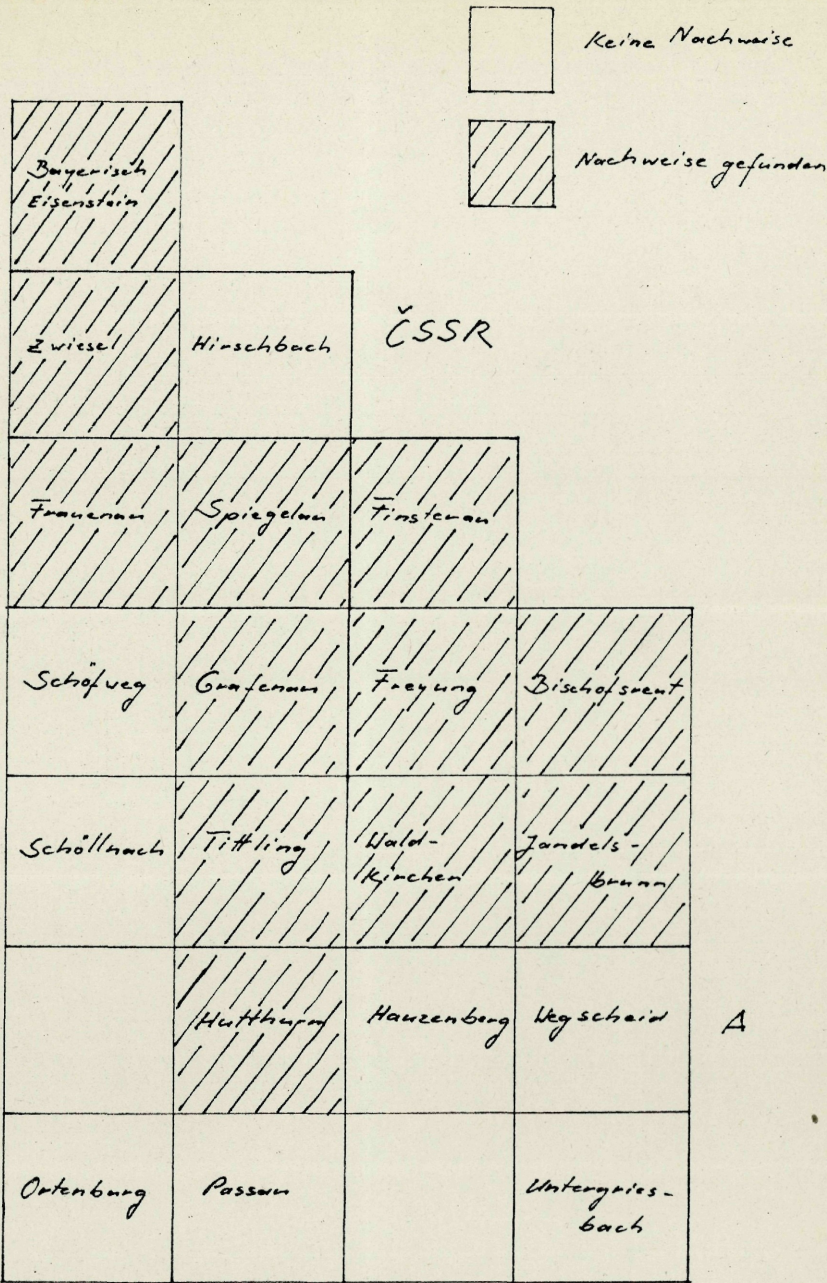 Keine Nachweise
Nachweise gefunden
Bayerisch
Eisenstein
Zwiesel
Hirschbach
ČSSR
Frauenau
Spiegelau
Finsterau
Schöfweg
Grafenau
Freyung
Bischofsreut
Schöllnach
Tittling
Wald-
Kirchen
Jandels-
brunn
Hutthurm
Hauzenberg
Wegscheid
A
Ortenburg
Passau
Untergries-
bach